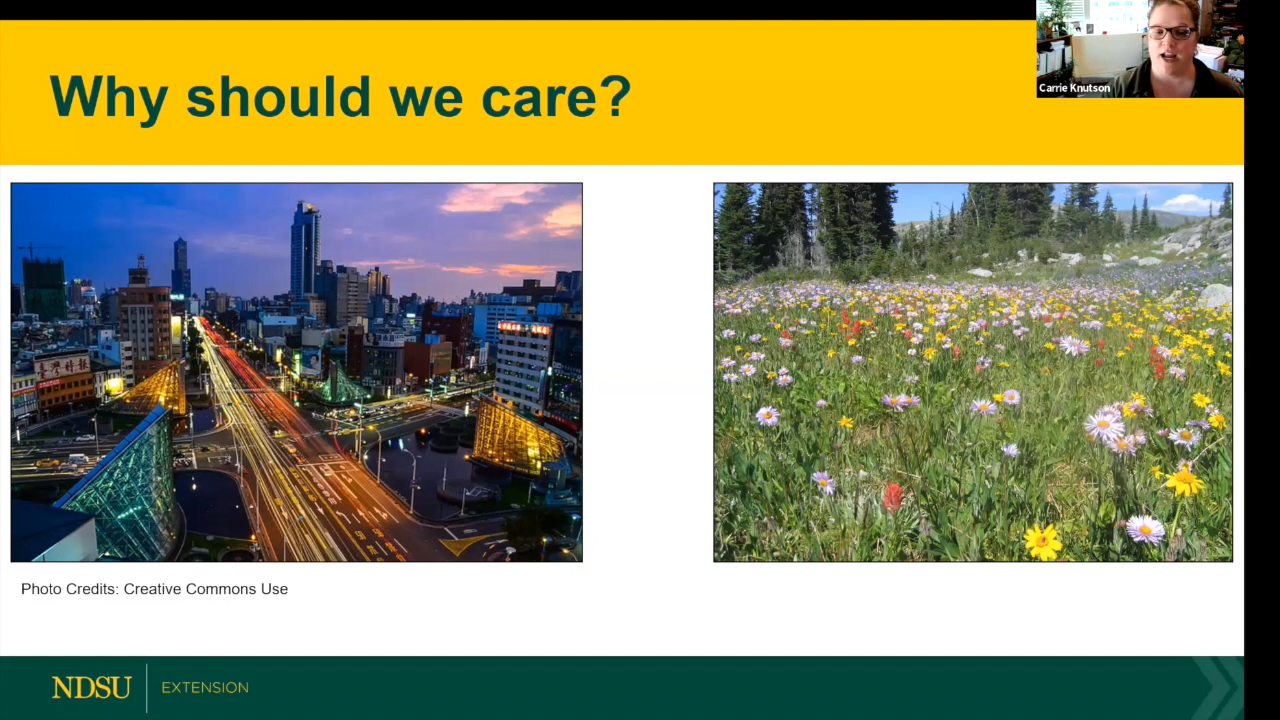 Why should we care?
Carrie Knutson
Photo Credits: Creative Commons Use
NDSU
EXTENSION